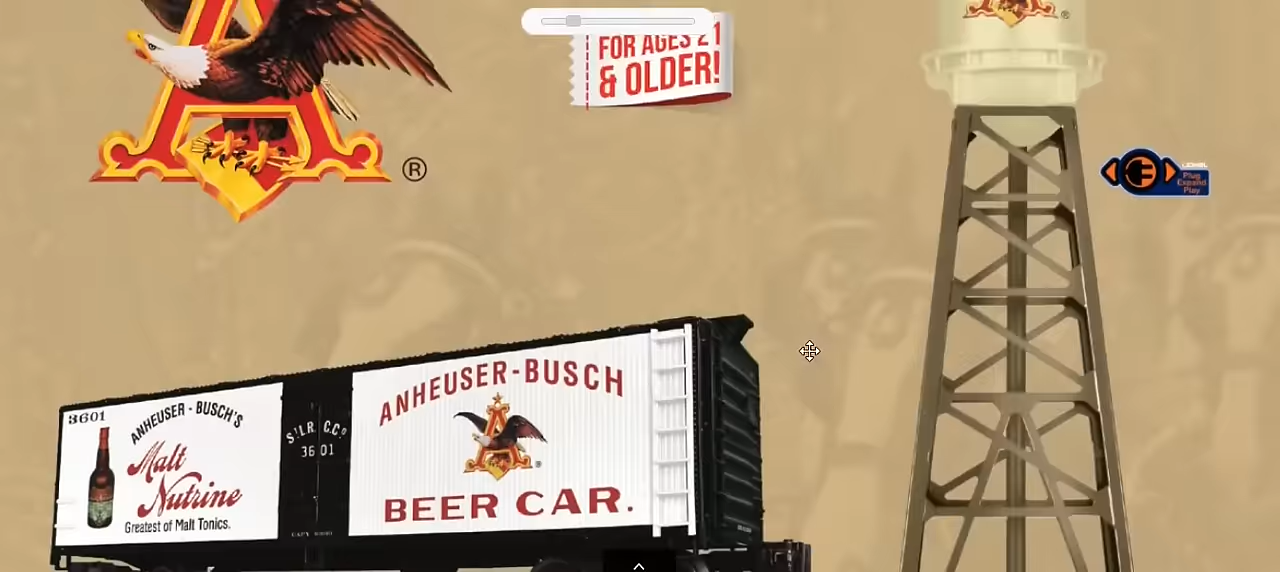 FOR AGES 21
& OLDER!
®
®
LIONEL
Plug
Expand
Play
3601
ANHEUSER-BUSCH'S
Malt
Nutrine
Greatest of Malt Tonics.
St.L.R.C.Co
3601
ANHEUSER-BUSCH
®
BEER CAR.